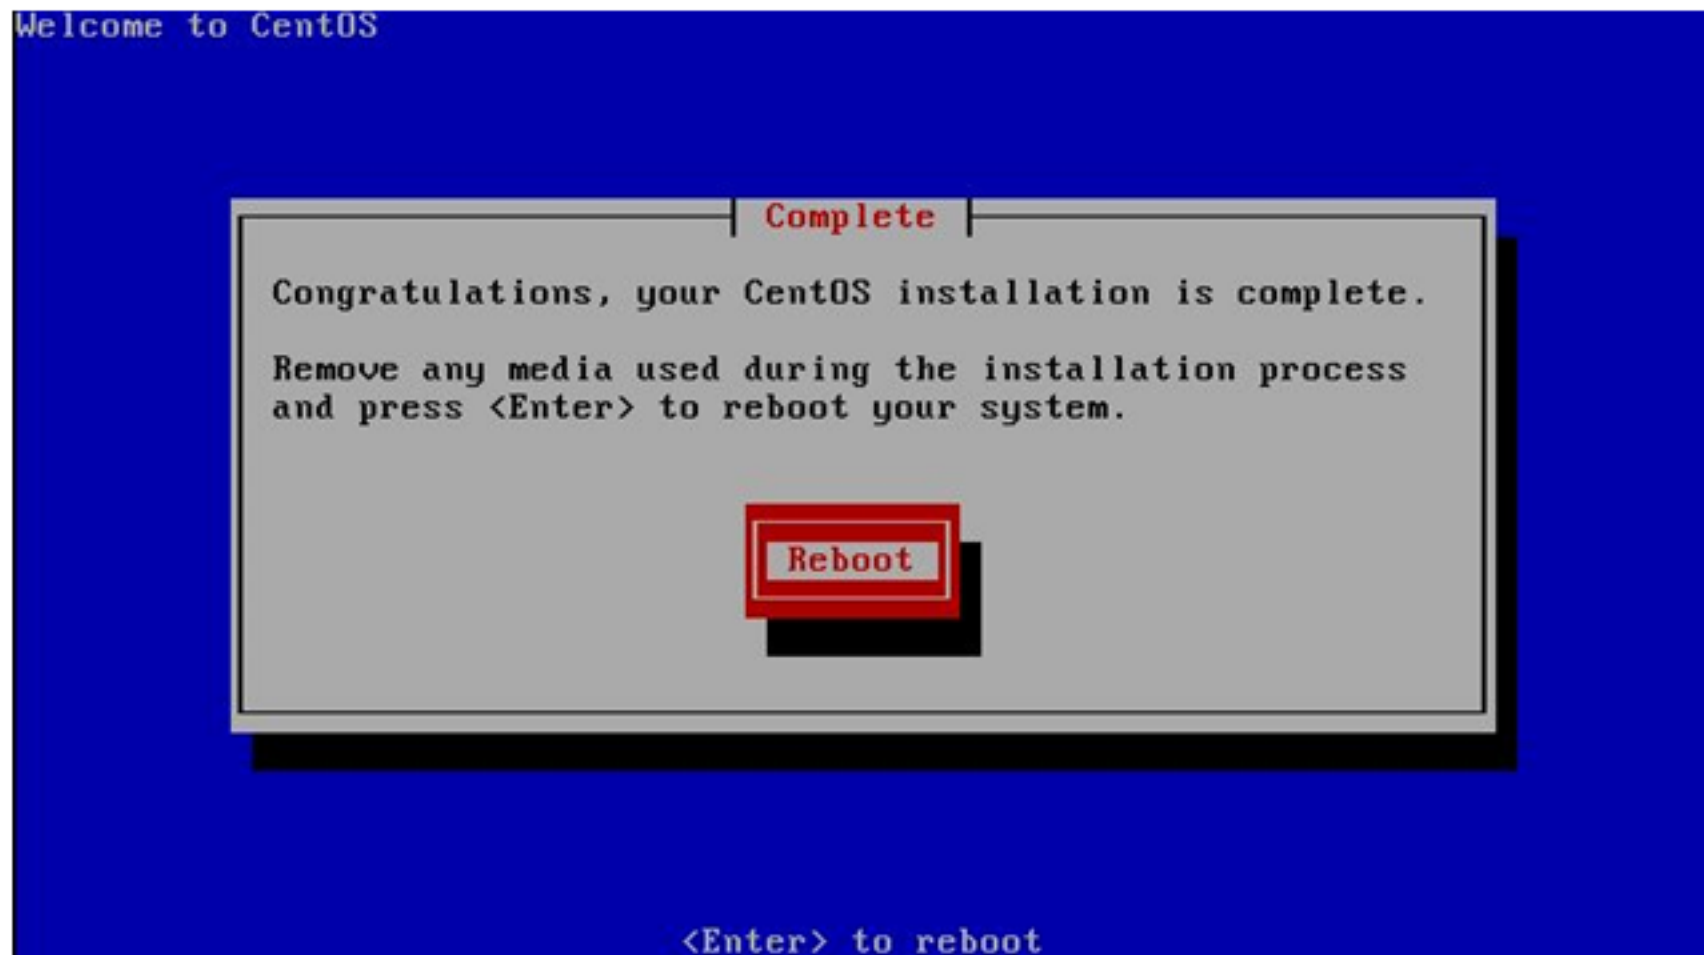 Welcome to CentOS
Complete
Congratulations, your CentOS installation is complete.
Remove any media used during the installation process
and press <Enter> to reboot your system.
Reboot
<Enter> to reboot